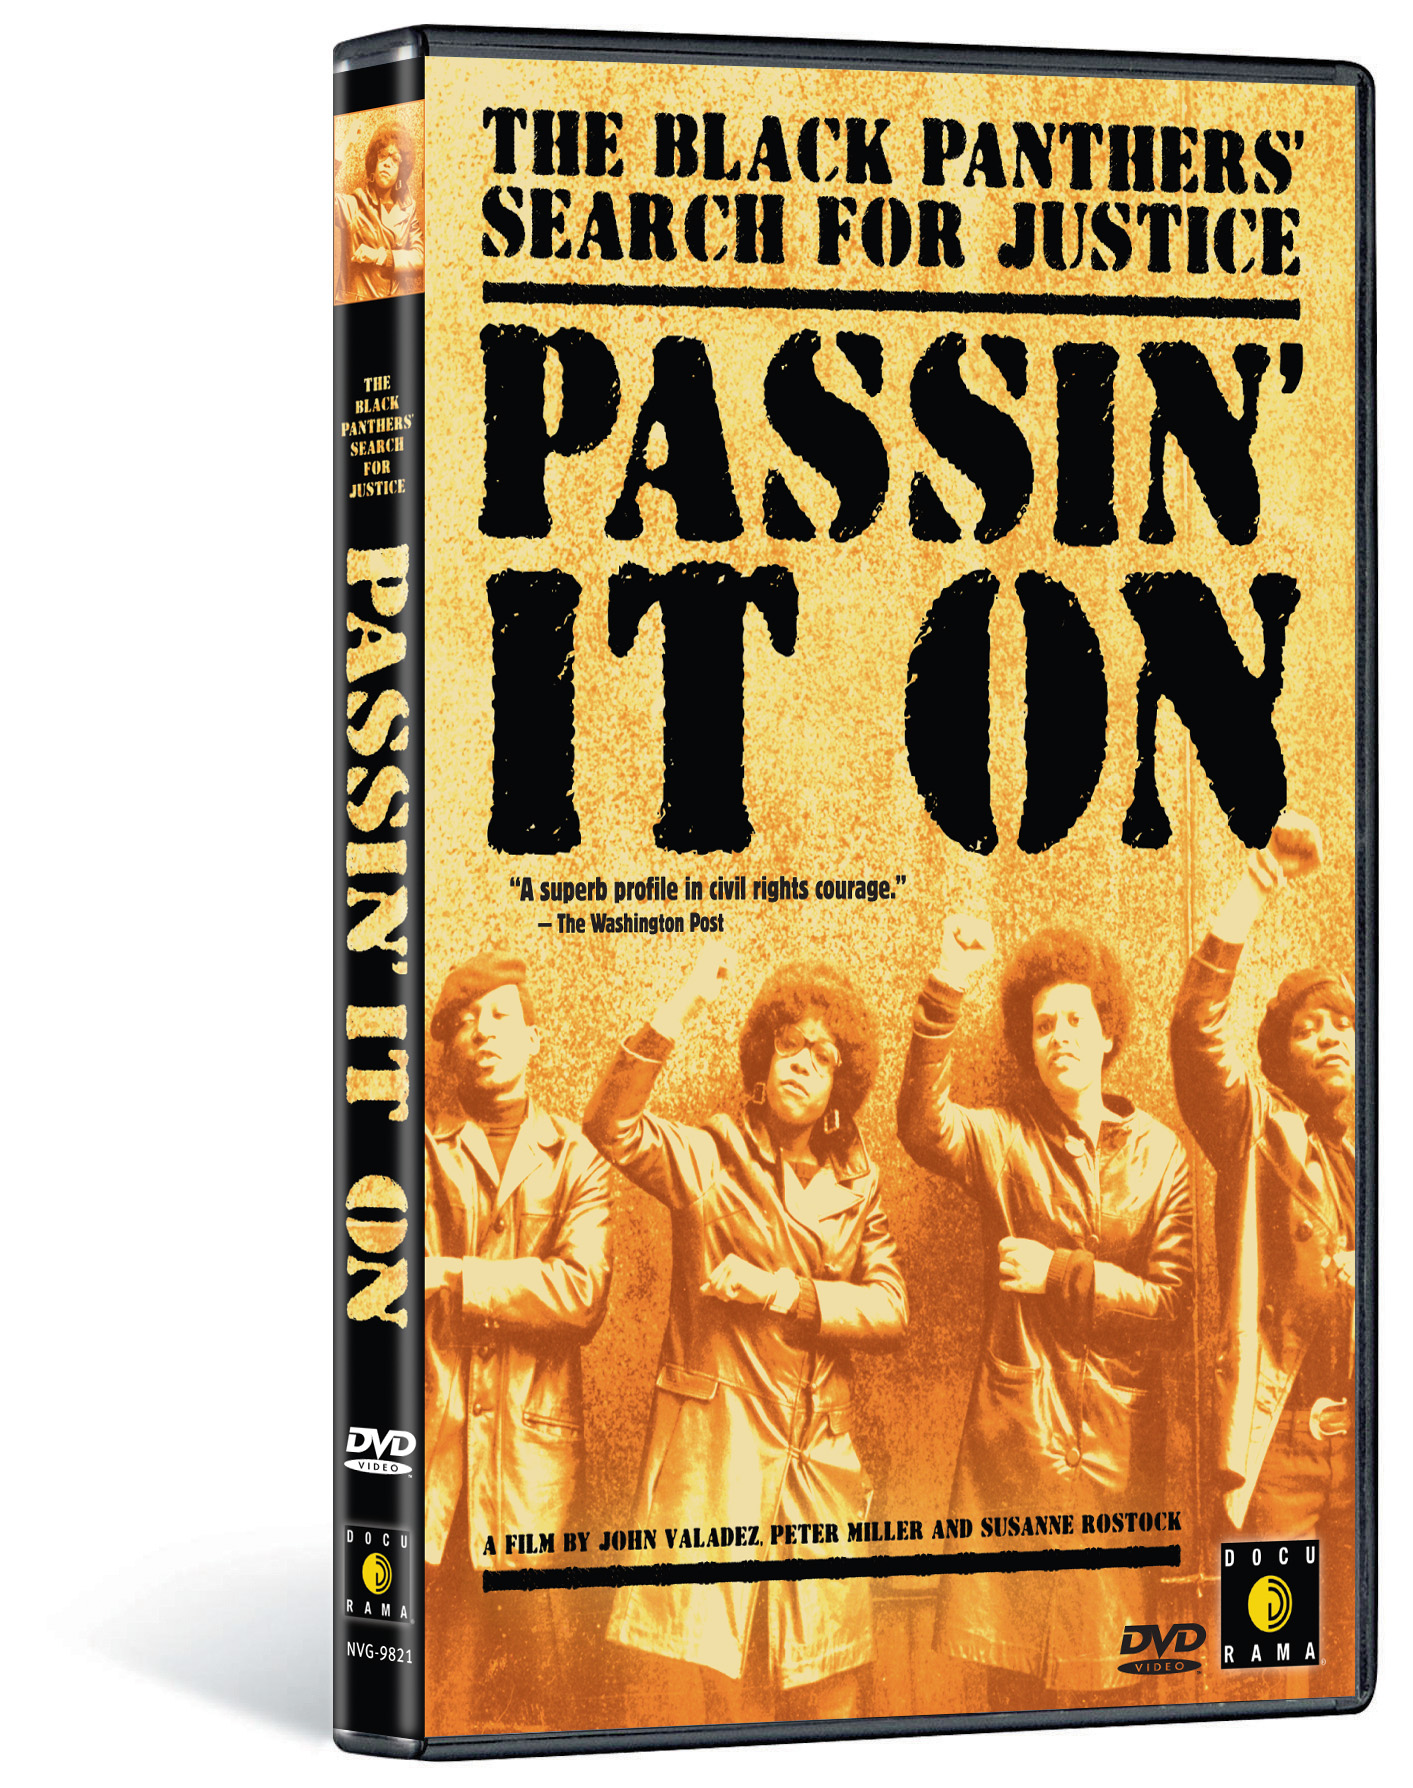 THE BLACK PANTHERS'
SEARCH FOR JUSTICE
PASSIN'
IT ON
“A superb profile in civil rights courage.”
– The Washington Post
A FILM BY JOHN VALADEZ, PETER MILLER AND SUSANNE ROSTOCK
DVD
VIDEO
DOCU
RAMA
THE
BLACK
PANTHERS'
SEARCH
FOR
JUSTICE
PASSIN' IT ON
DVD
VIDEO
DOCU
RAMA
NVG-9821